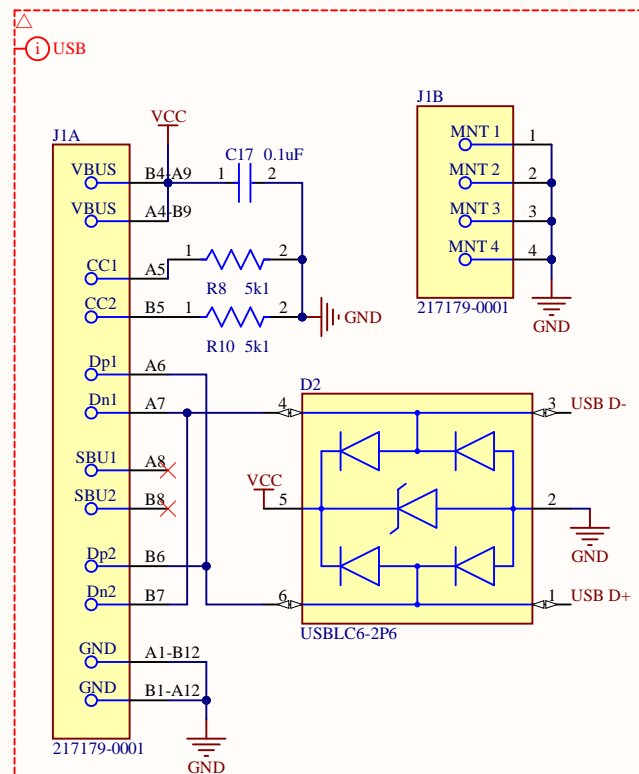 i USB
J1A
VCC
C17 0.1uF
VBUS B4-A9 1 2
VBUS A4-B9
CC1 A5 1 2
R8 5k1
CC2 B5 1 2
GND
R10 5k1
Dp1 A6
Dn1 A7
SBU1 A8
SBU2 B8
Dp2 B6
Dn2 B7
GND A1-B12
GND B1-A12
217179-0001
GND
J1B
MNT 1 1
MNT 2 2
MNT 3 3
MNT 4 4
217179-0001
GND
D2
4 3 USB D-
VCC
5 2
GND
6 1 USB D+
USBLC6-2P6